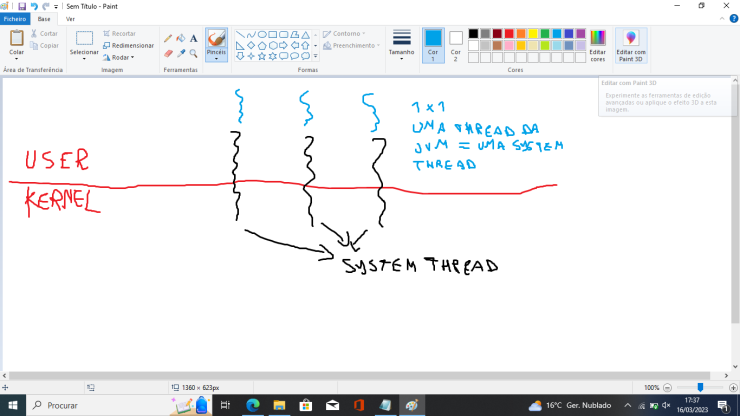 Sem Título - Paint
Ficheiro
Base
Ver
Colar
Cortar
Copiar
Área de Transferência
Selecionar
Recortar
Redimensionar
Rodar
Imagem
Ferramentas
Pincéis
Contorno
Preenchimento
Formas
Tamanho
Cor
1
Cor
2
Cores
Editar
cores
Editar com
Paint 3D
Editar com Paint 3D
Experimente as ferramentas de edição
avançadas ou aplique o efeito 3D a esta
imagem.
1x1
UMA THREAD DA
JVM = UMA SYSTEM
THREAD
USER
KERNEL
SYSTEM THREAD
1360 × 623px
100%
Procurar
16°C Ger. Nublado
17:37
16/03/2023